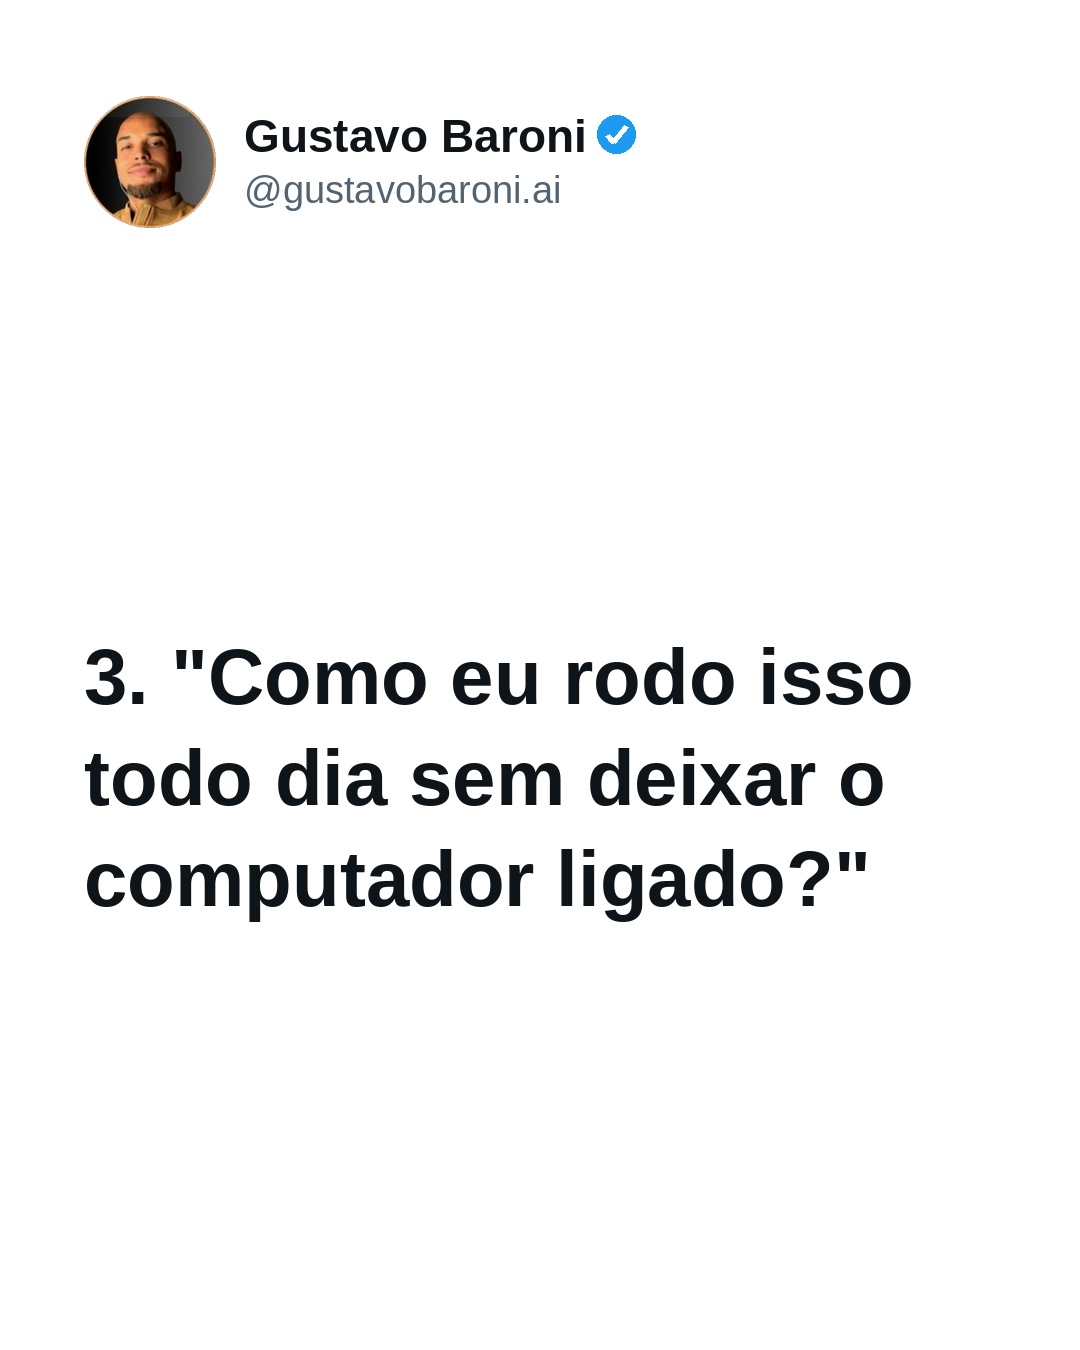 Gustavo Baroni
@gustavobaroni.ai
3. "Como eu rodo isso
todo dia sem deixar o
computador ligado?"